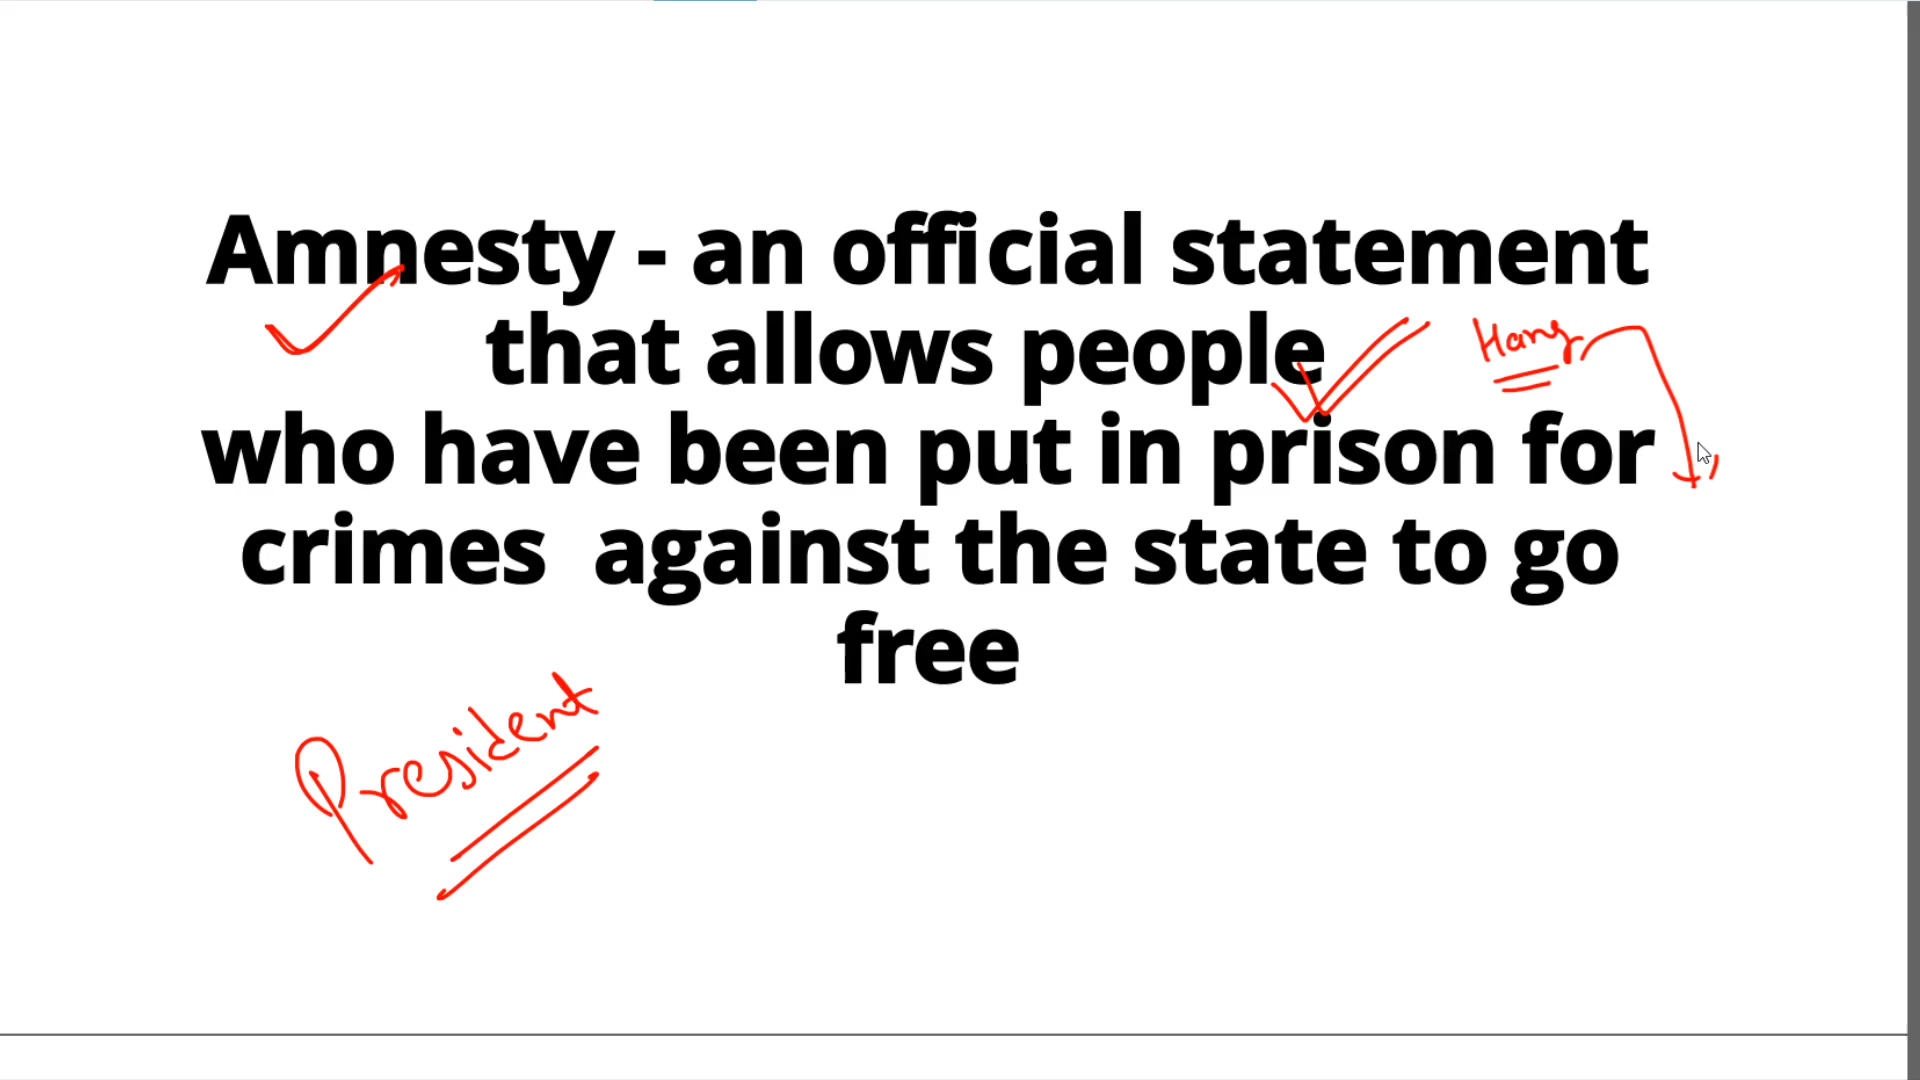 Amnesty - an official statement
that allows people
Hang
who have been put in prison for
crimes  against the state to go
free
President